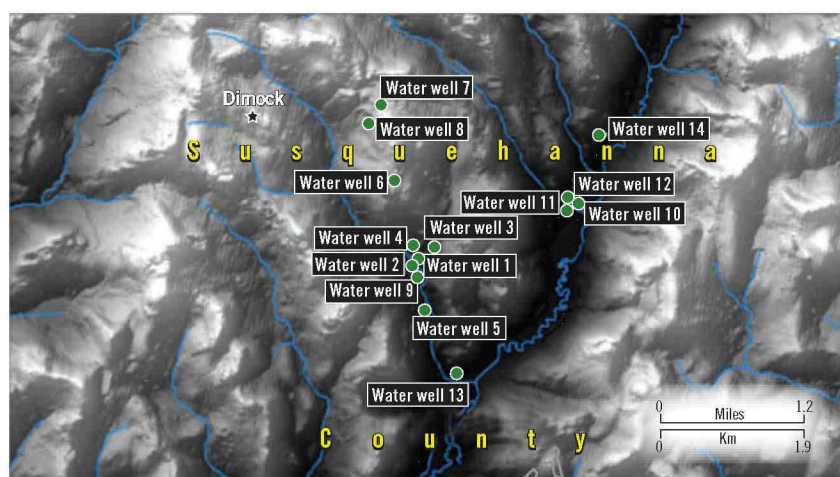 Water well 7
Dimock
Water well 8
Water well 14
Susquehanna
Water well 6
Water well 12
Water well 11
Water well 10
Water well 3
Water well 4
Water well 2
Water well 1
Water well 9
Water well 5
Water well 13
County
0 1.2
Miles
Km
0 1.9